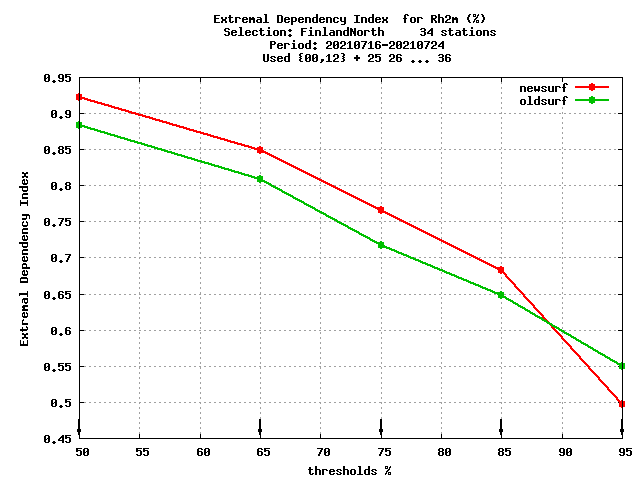 Extremal Dependency Index  for Rh2m (%)
Selection: FinlandNorth     34 stations
Period: 20210716-20210724
Used {00,12} + 25 26 ... 36
newsurf
oldsurf
0.95
0.9
0.85
0.8
0.75
0.7
0.65
0.6
0.55
0.5
0.45
Extremal Dependency Index
50 55 60 65 70 75 80 85 90 95
thresholds %